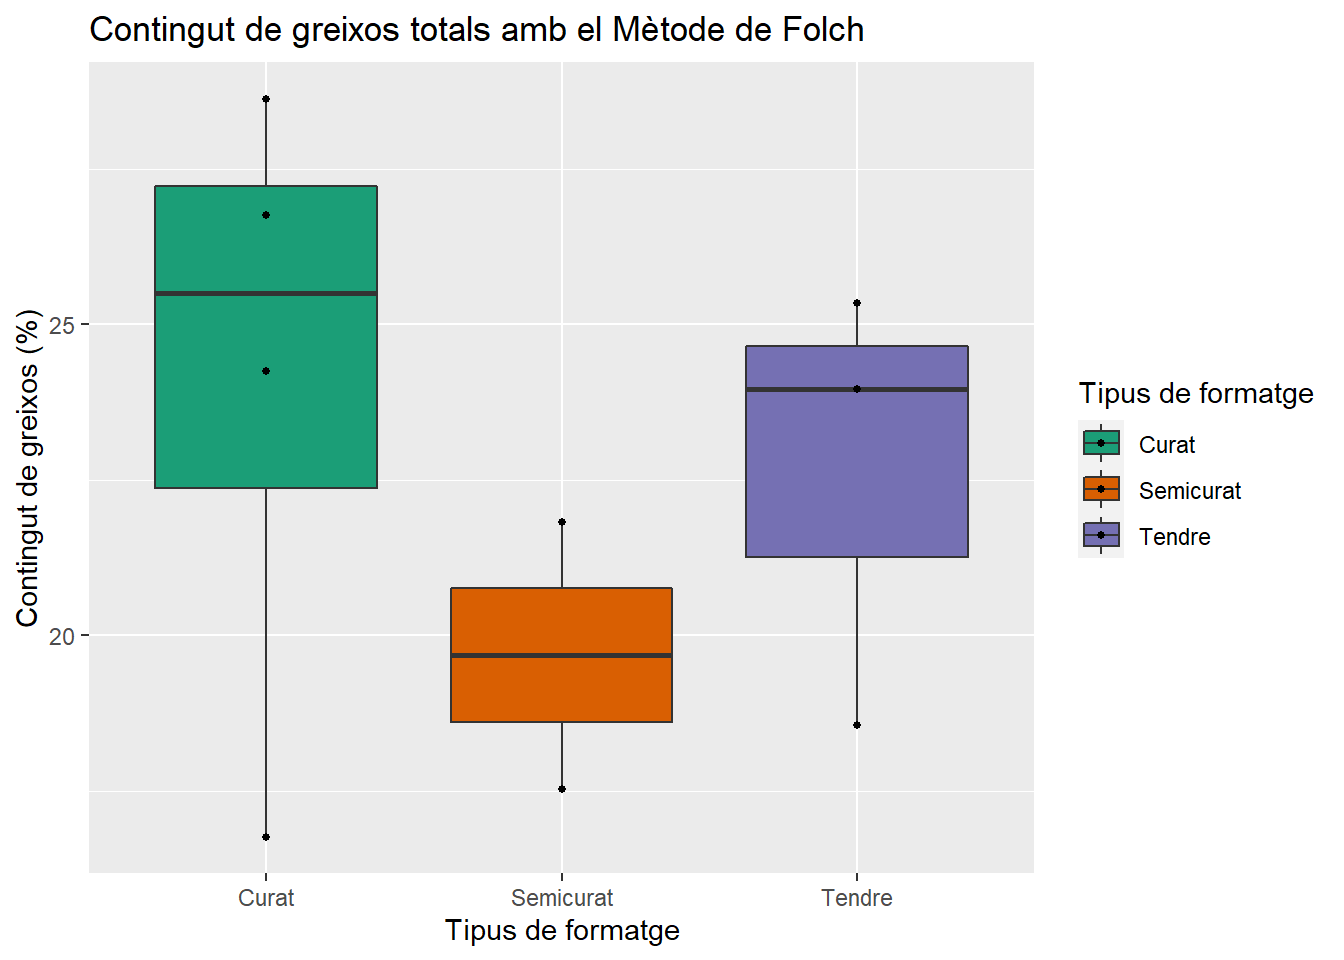 Contingut de greixos totals amb el Mètode de Folch
Contingut de greixos (%)
25
20
Curat
Semicurat
Tendre
Tipus de formatge
Tipus de formatge
Curat
Semicurat
Tendre